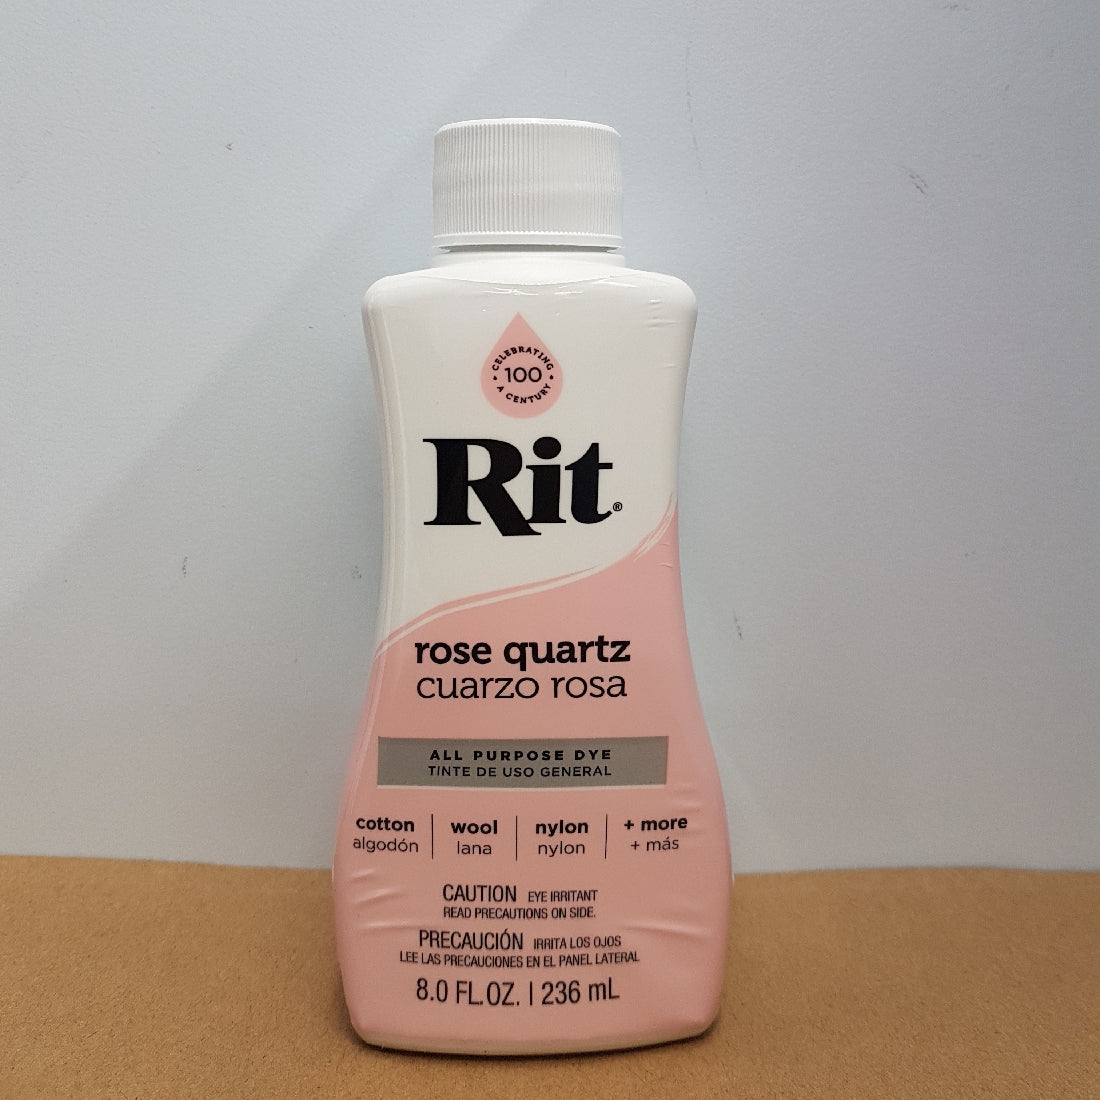 CELEBRATING
100
A CENTURY
Rit®
rose quartz
cuarzo rosa
ALL PURPOSE DYE
TINTE DE USO GENERAL
cotton wool nylon + more
algodón lana nylon + más
CAUTION EYE IRRITANT
READ PRECAUTIONS ON SIDE.
PRECAUCIÓN IRRITA LOS OJOS
LEE LAS PRECAUCIONES EN EL PANEL LATERAL
8.0 FL.OZ. | 236 mL